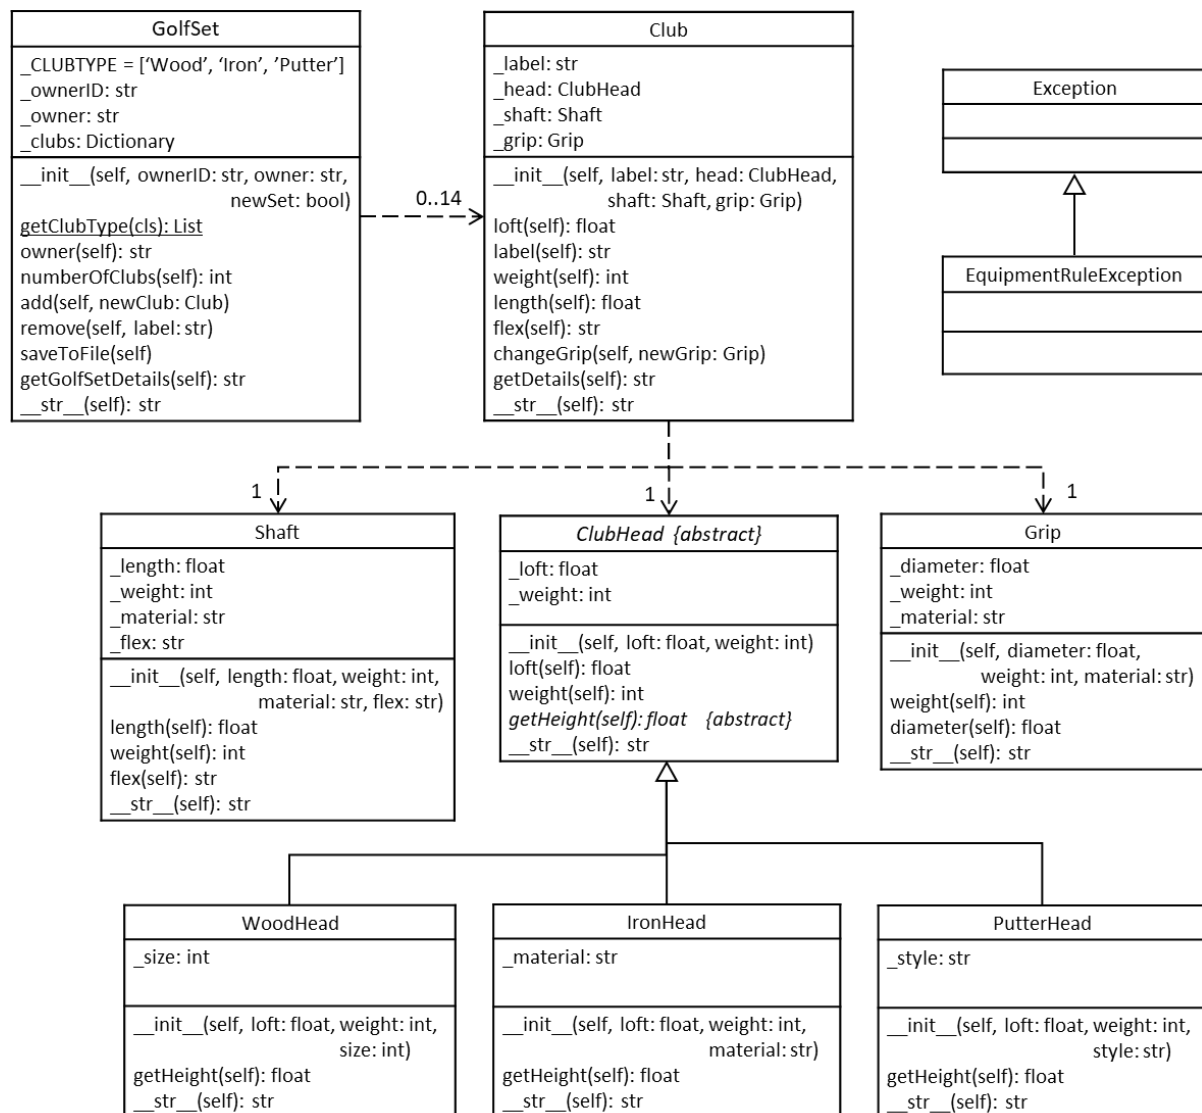 GolfSet
_CLUBTYPE = [‘Wood’, ‘Iron’, ’Putter’]
_ownerID: str
_owner: str
_clubs: Dictionary
__init__(self, ownerID: str, owner: str,
newSet: bool)
getClubType(cls): List
owner(self): str
numberOfClubs(self): int
add(self, newClub: Club)
remove(self, label: str)
saveToFile(self)
getGolfSetDetails(self): str
__str__(self): str
0..14
Club
_label: str
_head: ClubHead
_shaft: Shaft
_grip: Grip
__init__(self, label: str, head: ClubHead,
shaft: Shaft, grip: Grip)
loft(self): float
label(self): str
weight(self): int
length(self): float
flex(self): str
changeGrip(self, newGrip: Grip)
getDetails(self): str
__str__(self): str
Exception
EquipmentRuleException
1
1
1
Shaft
_length: float
_weight: int
_material: str
_flex: str
__init__(self, length: float, weight: int,
material: str, flex: str)
length(self): float
weight(self): int
flex(self): str
__str__(self): str
ClubHead {abstract}
_loft: float
_weight: int
__init__(self, loft: float, weight: int)
loft(self): float
weight(self): int
getHeight(self): float {abstract}
__str__(self): str
Grip
_diameter: float
_weight: int
_material: str
__init__(self, diameter: float,
weight: int, material: str)
weight(self): int
diameter(self): float
__str__(self): str
WoodHead
_size: int
__init__(self, loft: float, weight: int,
size: int)
getHeight(self): float
__str__(self): str
IronHead
_material: str
__init__(self, loft: float, weight: int,
material: str)
getHeight(self): float
__str__(self): str
PutterHead
_style: str
__init__(self, loft: float, weight: int,
style: str)
getHeight(self): float
__str__(self): str